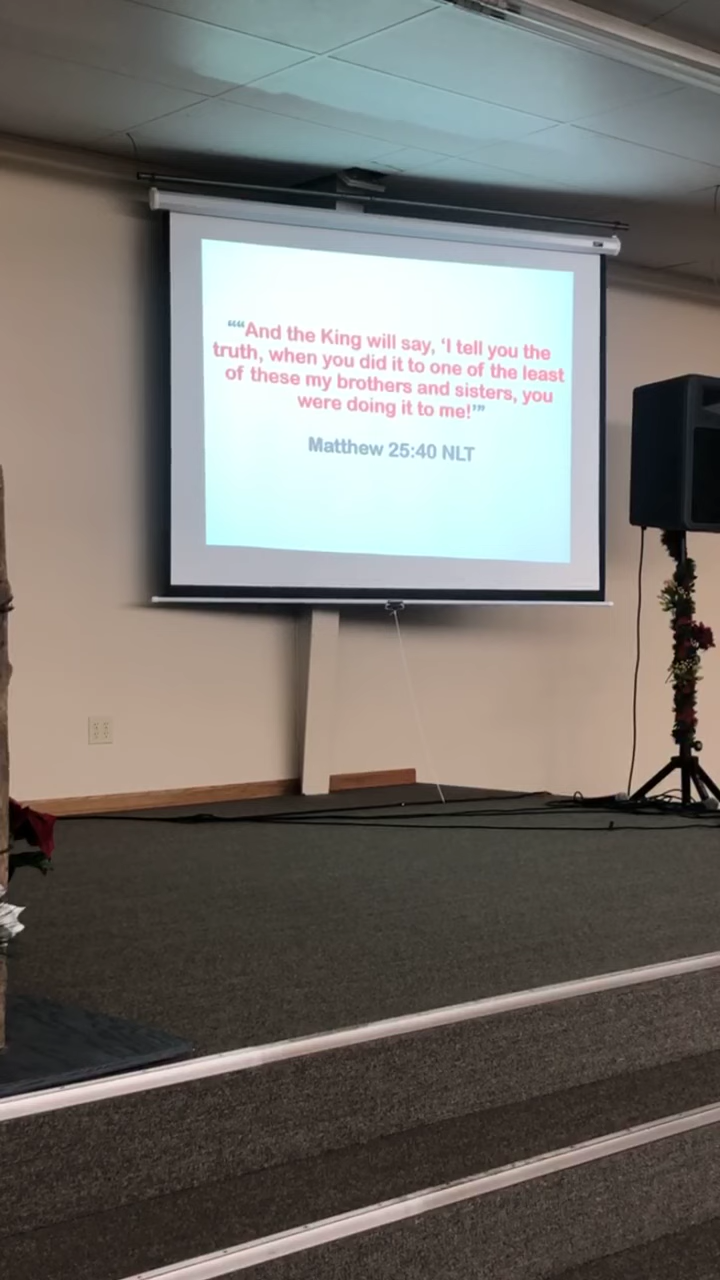 ““And the King will say, ‘I tell you the
truth, when you did it to one of the least
of these my brothers and sisters, you
were doing it to me!’”
Matthew 25:40 NLT